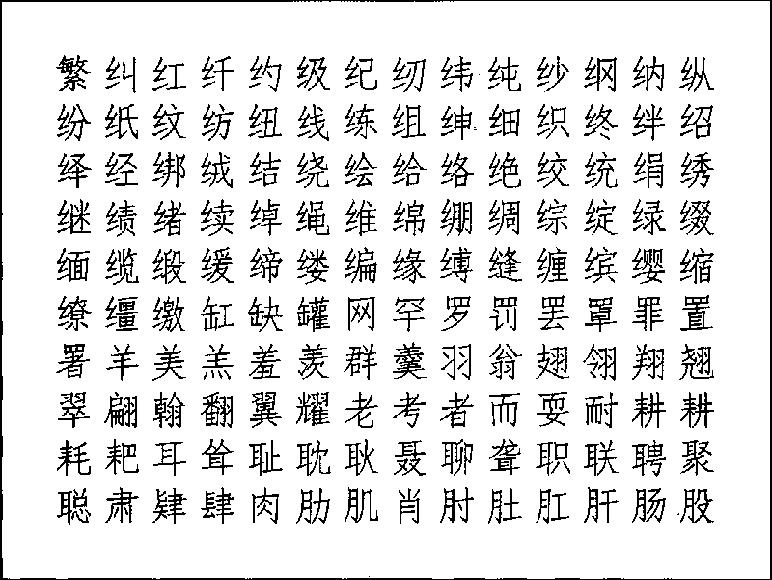 繁纠红纤约级纪纫纬纯纱纲纳纵
纷纸纹纺纽线练组绅细织终绊绍
绎经绑绒结绕绘给络绝绞统绢绣
继绩绪续绰绳维绵绷绸综绽绿缀
缅缆缎缓缔缕编缘缚缝缠缤缨缩
缭缰缴缸缺罐网罕罗罚罢罩罪置
署羊美羔羞羡群羹羽翁翅翎翔翘
翠翩翰翻翼耀老考者而耍耐耕耕
耗耙耳耸耻耽耿聂聊聋职联聘聚
聪肃肄肆肉肋肌肖肘肚肛肝肠股